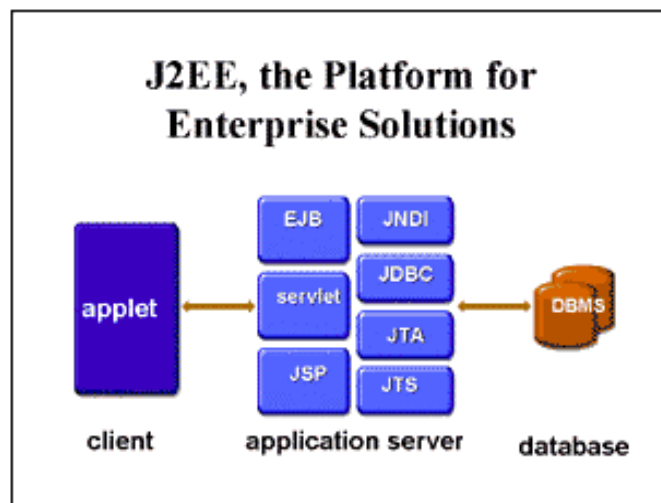 J2EE, the Platform for
Enterprise Solutions
applet
EJB
servlet
JSP
JNDI
JDBC
JTA
JTS
DBMS
client
application server
database